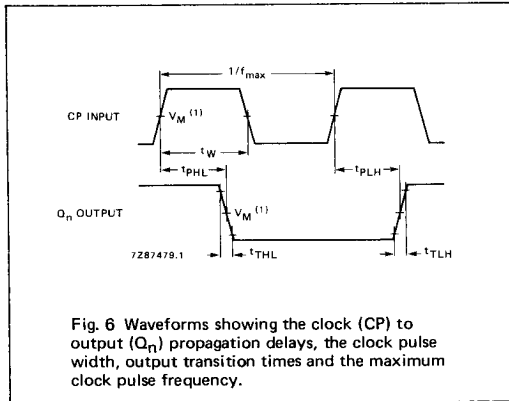 1/fmax
CP INPUT
VM (1)
tW
tPHL
tPLH
Qn OUTPUT
VM (1)
7Z87479.1
tTHL
tTLH
Fig. 6 Waveforms showing the clock (CP) to
output (Qn) propagation delays, the clock pulse
width, output transition times and the maximum
clock pulse frequency.